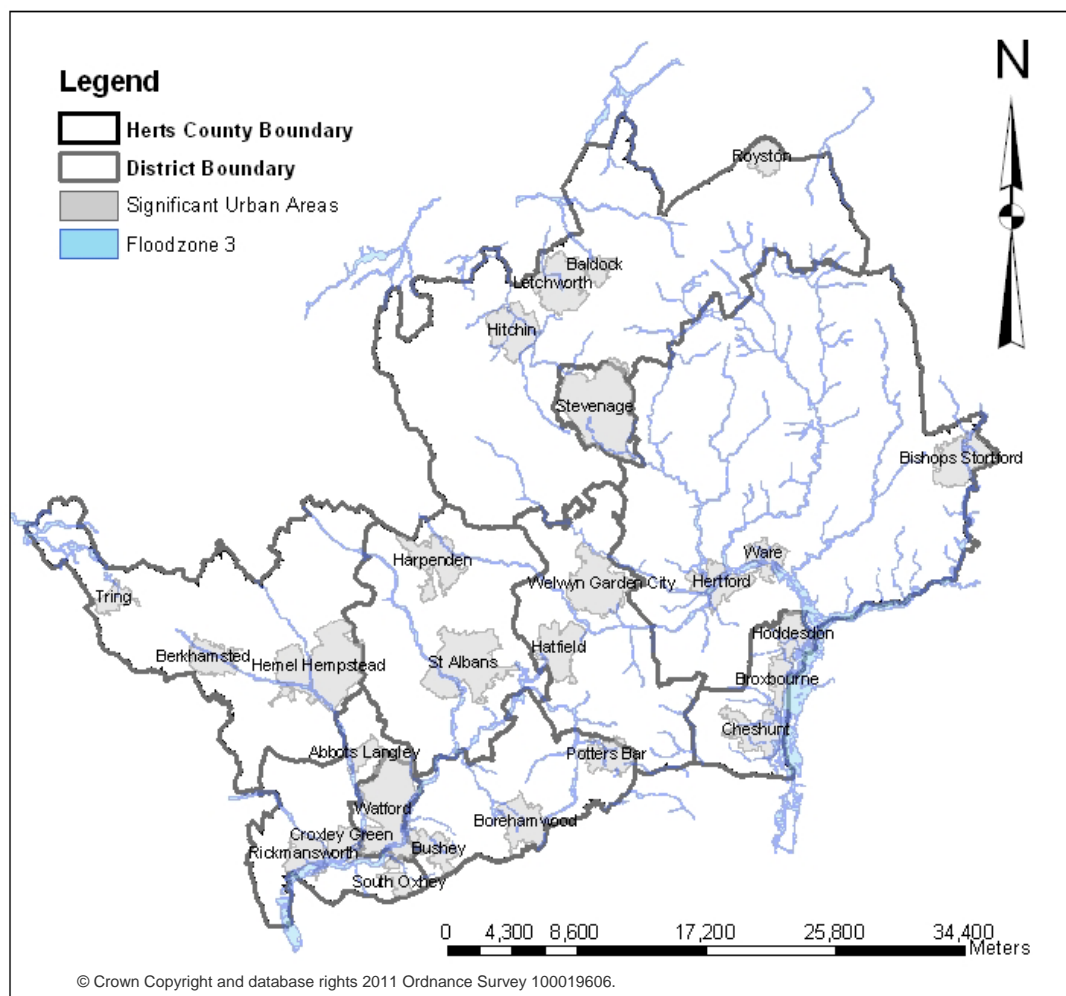 Legend
Herts County Boundary
District Boundary
Significant Urban Areas
Floodzone 3
N
Royston
Baldock
Letchworth
Hitchin
Stevenage
Bishops Stortford
Harpenden
Ware
Hertford
Welwyn Garden City
Tring
Hoddesdon
Berkhamsted
Hemel Hempstead
St Albans
Hatfield
Broxbourne
Cheshunt
Abbots Langley
Potters Bar
Watford
Borehamwood
Croxley Green
Bushey
Rickmansworth
South Oxhey
0 4,300 8,600 17,200 25,800 34,400
Meters
© Crown Copyright and database rights 2011 Ordnance Survey 100019606.